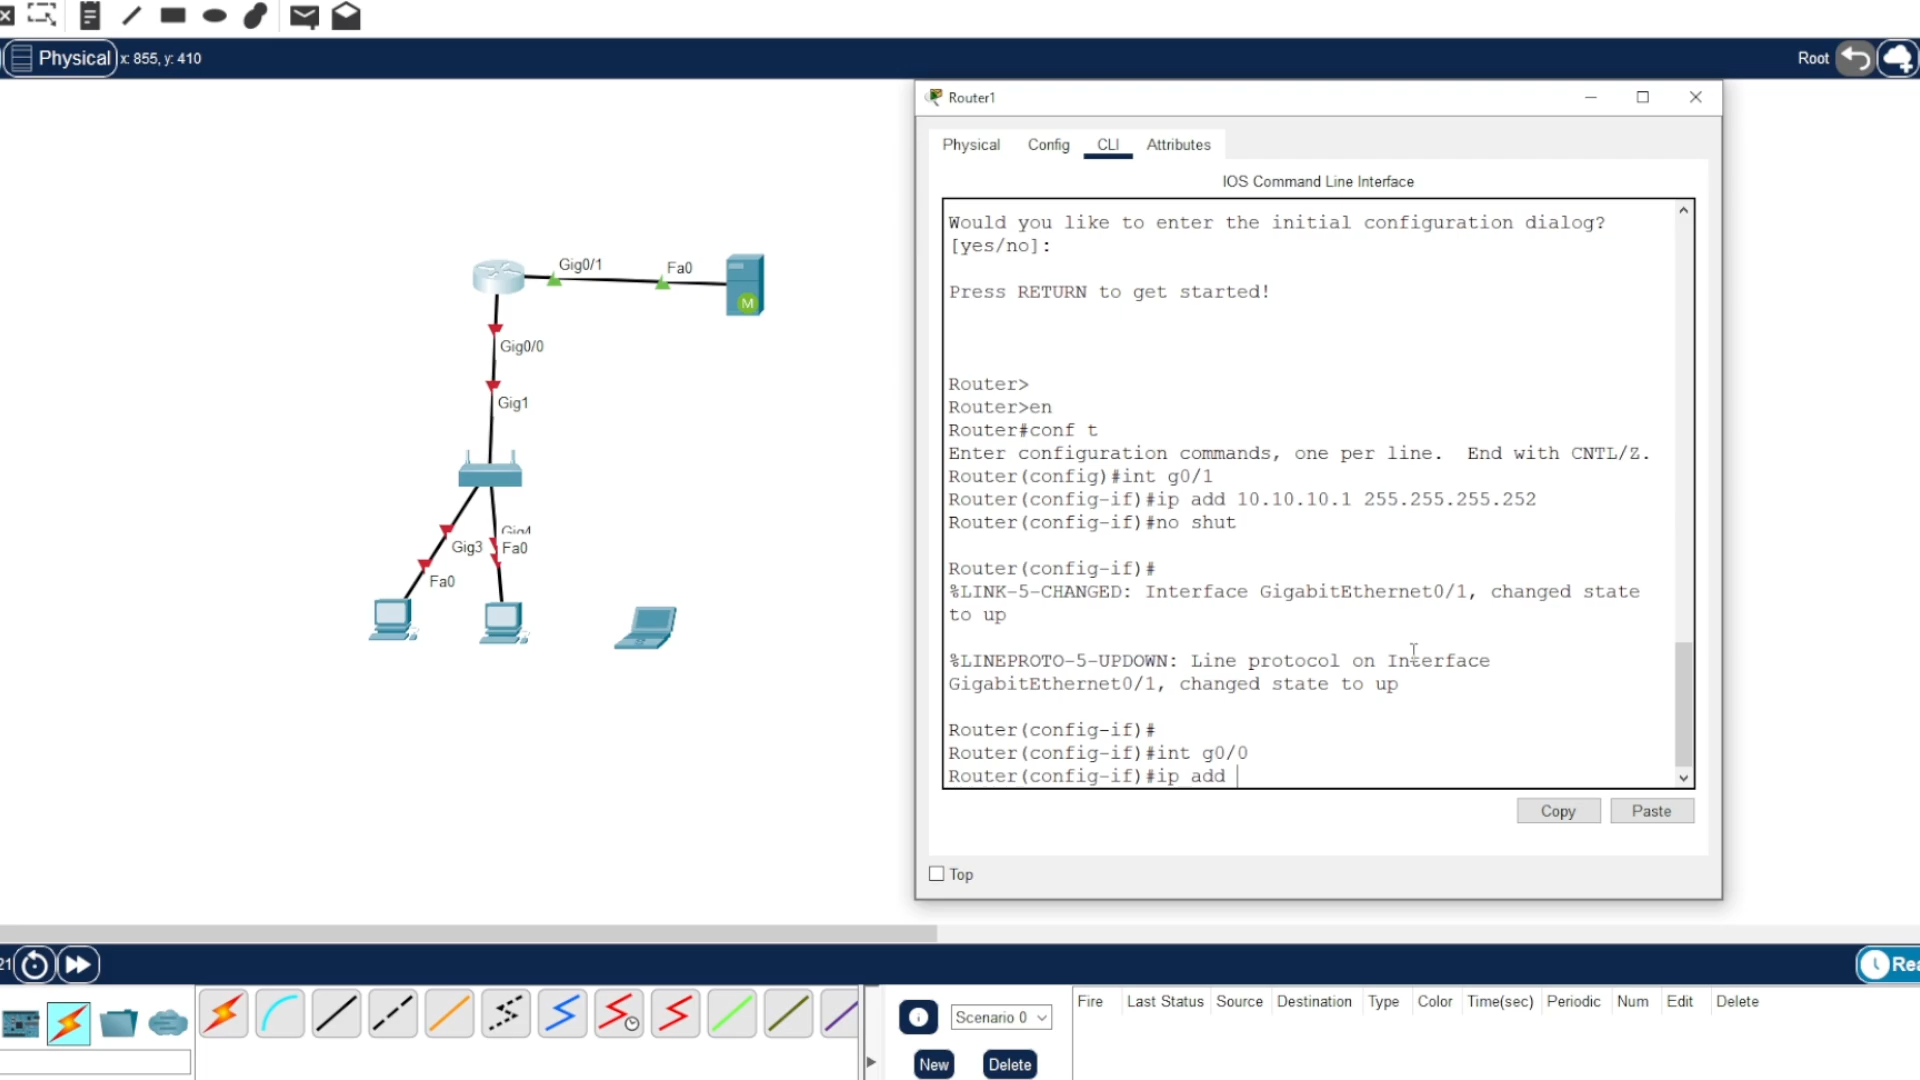 Physical x: 855, y: 410
Root
Router1
Physical Config CLI Attributes
IOS Command Line Interface
Would you like to enter the initial configuration dialog?
[yes/no]:
Press RETURN to get started!
Router>
Router>en
Router#conf t
Enter configuration commands, one per line. End with CNTL/Z.
Router(config)#int g0/1
Router(config-if)#ip add 10.10.10.1 255.255.255.252
Router(config-if)#no shut
Router(config-if)#
%LINK-5-CHANGED: Interface GigabitEthernet0/1, changed state
to up
%LINEPROTO-5-UPDOWN: Line protocol on Interface
GigabitEthernet0/1, changed state to up
Router(config-if)#
Router(config-if)#int g0/0
Router(config-if)#ip add
Copy Paste
Top
Gig0/1
Fa0
M
Gig0/0
Gig1
Gig4
Gig3
Fa0
Fa0
21
Rea
Scenario 0
New Delete
Fire Last Status Source Destination Type Color Time(sec) Periodic Num Edit Delete